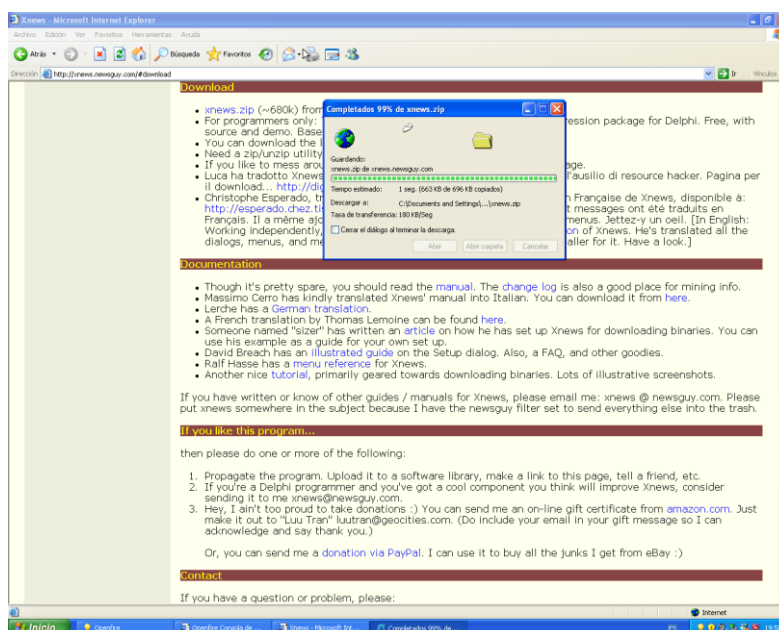 Xnews - Microsoft Internet Explorer
Archivo Edición Ver Favoritos Herramientas Ayuda
Atrás Búsqueda Favoritos
Dirección http://xnews.newsguy.com/#download Ir Vínculos
Download
xnews.zip (~680k) from
For programmers only: ression package for Delphi. Free, with
source and demo. Base
You can download the l
Need a zip/unzip utility
If you like to mess arou age.
Luca ha tradotto Xnews l'ausilio di resource hacker. Pagina per
il download... http://dig
Christophe Esperado, tr n Française de Xnews, disponible à:
http://esperado.chez.ti t messages ont été traduits en
Français. Il a même ajo menus. Jettez-y un oeil. [In English:
Working independently, on of Xnews. He's translated all the
dialogs, menus, and me aller for it. Have a look.]
Completados 99% de xnews.zip
Guardando:
xnews.zip de xnews.newsguy.com
Tiempo estimado: 1 seg. (663 KB de 696 KB copiados)
Descargar a: C:\Documents and Settings\...\xnews.zip
Tasa de transferencia: 180 KB/Seg
Cerrar el diálogo al terminar la descarga.
Abrir Abrir carpeta Cancelar
Documentation
Though it's pretty spare, you should read the manual. The change log is also a good place for mining info.
Massimo Cerro has kindly translated Xnews' manual into Italian. You can download it from here.
Lerche has a German translation.
A French translation by Thomas Lemoine can be found here.
Someone named "sizer" has written an article on how he has set up Xnews for downloading binaries. You can
use his example as a guide for your own set up.
David Breach has an illustrated guide on the Setup dialog. Also, a FAQ, and other goodies.
Ralf Hasse has a menu reference for Xnews.
Another nice tutorial, primarily geared towards downloading binaries. Lots of illustrative screenshots.
If you have written or know of other guides / manuals for Xnews, please email me: xnews @ newsguy.com. Please
put xnews somewhere in the subject because I have the newsguy filter set to send everything else into the trash.
If you like this program...
then please do one or more of the following:
1. Propagate the program. Upload it to a software library, make a link to this page, tell a friend, etc.
2. If you're a Delphi programmer and you've got a cool component you think will improve Xnews, consider
sending it to me xnews@newsguy.com.
3. Hey, I ain't too proud to take donations :) You can send me an on-line gift certificate from amazon.com. Just
make it out to "Luu Tran" luutran@geocities.com. (Do include your email in your gift message so I can
acknowledge and say thank you.)
Or, you can send me a donation via PayPal. I can use it to buy all the junks I get from eBay :)
Contact
If you have a question or problem, please:
Internet
Inicio Openfire Openfire Consola de ... Xnews - Microsoft Int... Completados 99% de... ES